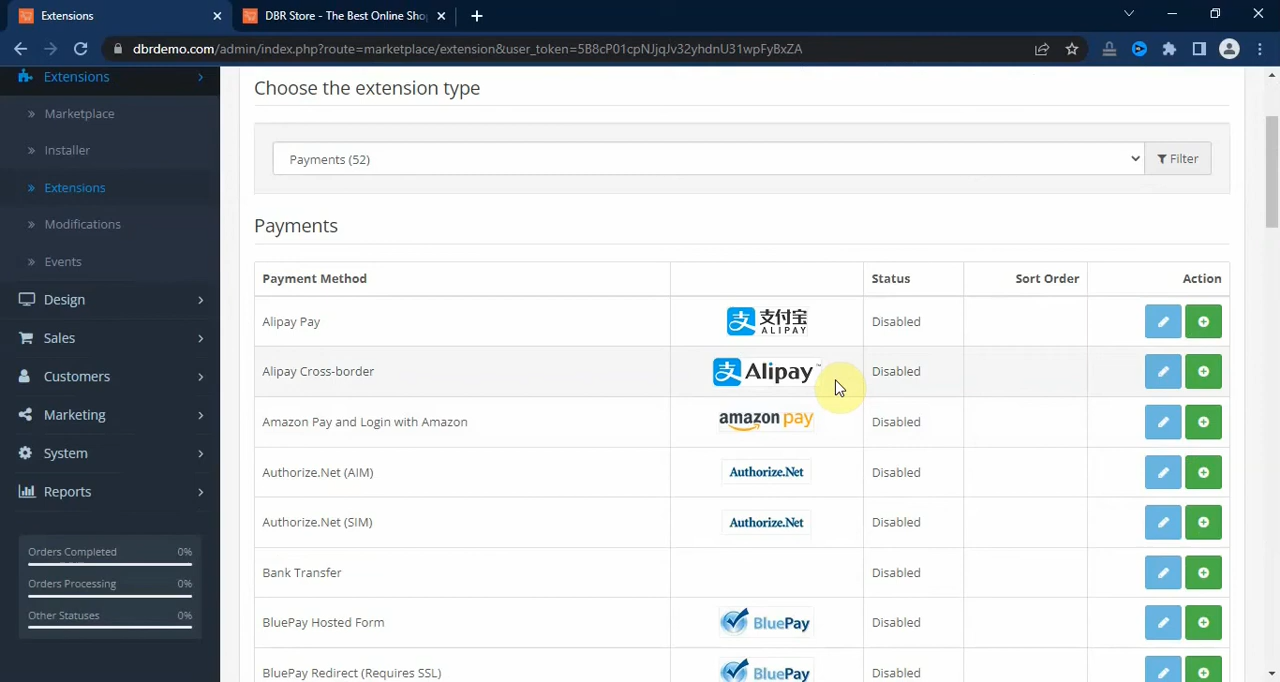 Extensions
DBR Store - The Best Online Shop
dbrdemo.com/admin/index.php?route=marketplace/extension&user_token=5B8cP01cpNJjqJv32yhdnU31wpFyBxZA
Extensions
Marketplace
Installer
Extensions
Modifications
Events
Design
Sales
Customers
Marketing
System
Reports
Orders Completed 0%
Orders Processing 0%
Other Statuses 0%
Choose the extension type
Payments (52)
Filter
Payments
Payment Method Status Sort Order Action
Alipay Pay 支 支付宝 ALIPAY Disabled
Alipay Cross-border 支 Alipay™ Disabled
Amazon Pay and Login with Amazon amazon pay Disabled
Authorize.Net (AIM) Authorize.Net Disabled
Authorize.Net (SIM) Authorize.Net Disabled
Bank Transfer Disabled
BluePay Hosted Form BluePay Disabled
BluePay Redirect (Requires SSL) BluePay Disabled